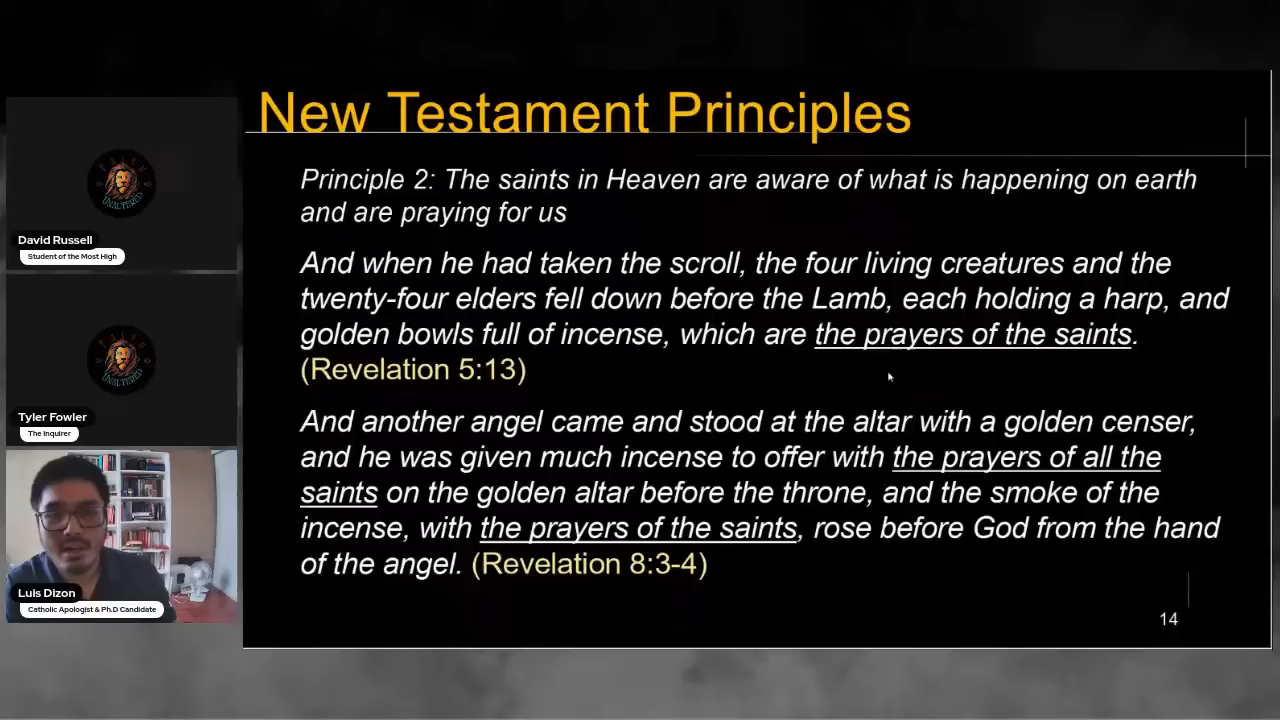 New Testament Principles
Principle 2: The saints in Heaven are aware of what is happening on earth
and are praying for us
And when he had taken the scroll, the four living creatures and the
twenty-four elders fell down before the Lamb, each holding a harp, and
golden bowls full of incense, which are the prayers of the saints.
(Revelation 5:13)
And another angel came and stood at the altar with a golden censer,
and he was given much incense to offer with the prayers of all the
saints on the golden altar before the throne, and the smoke of the
incense, with the prayers of the saints, rose before God from the hand
of the angel. (Revelation 8:3-4)
14
FAITH
UNALTERED
David Russell
Student of the Most High
FAITH
UNALTERED
Tyler Fowler
The Inquirer
Luis Dizon
Catholic Apologist & Ph.D Candidate